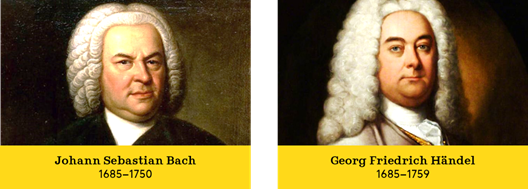 Johann Sebastian Bach
1685–1750
Georg Friedrich Händel
1685–1759